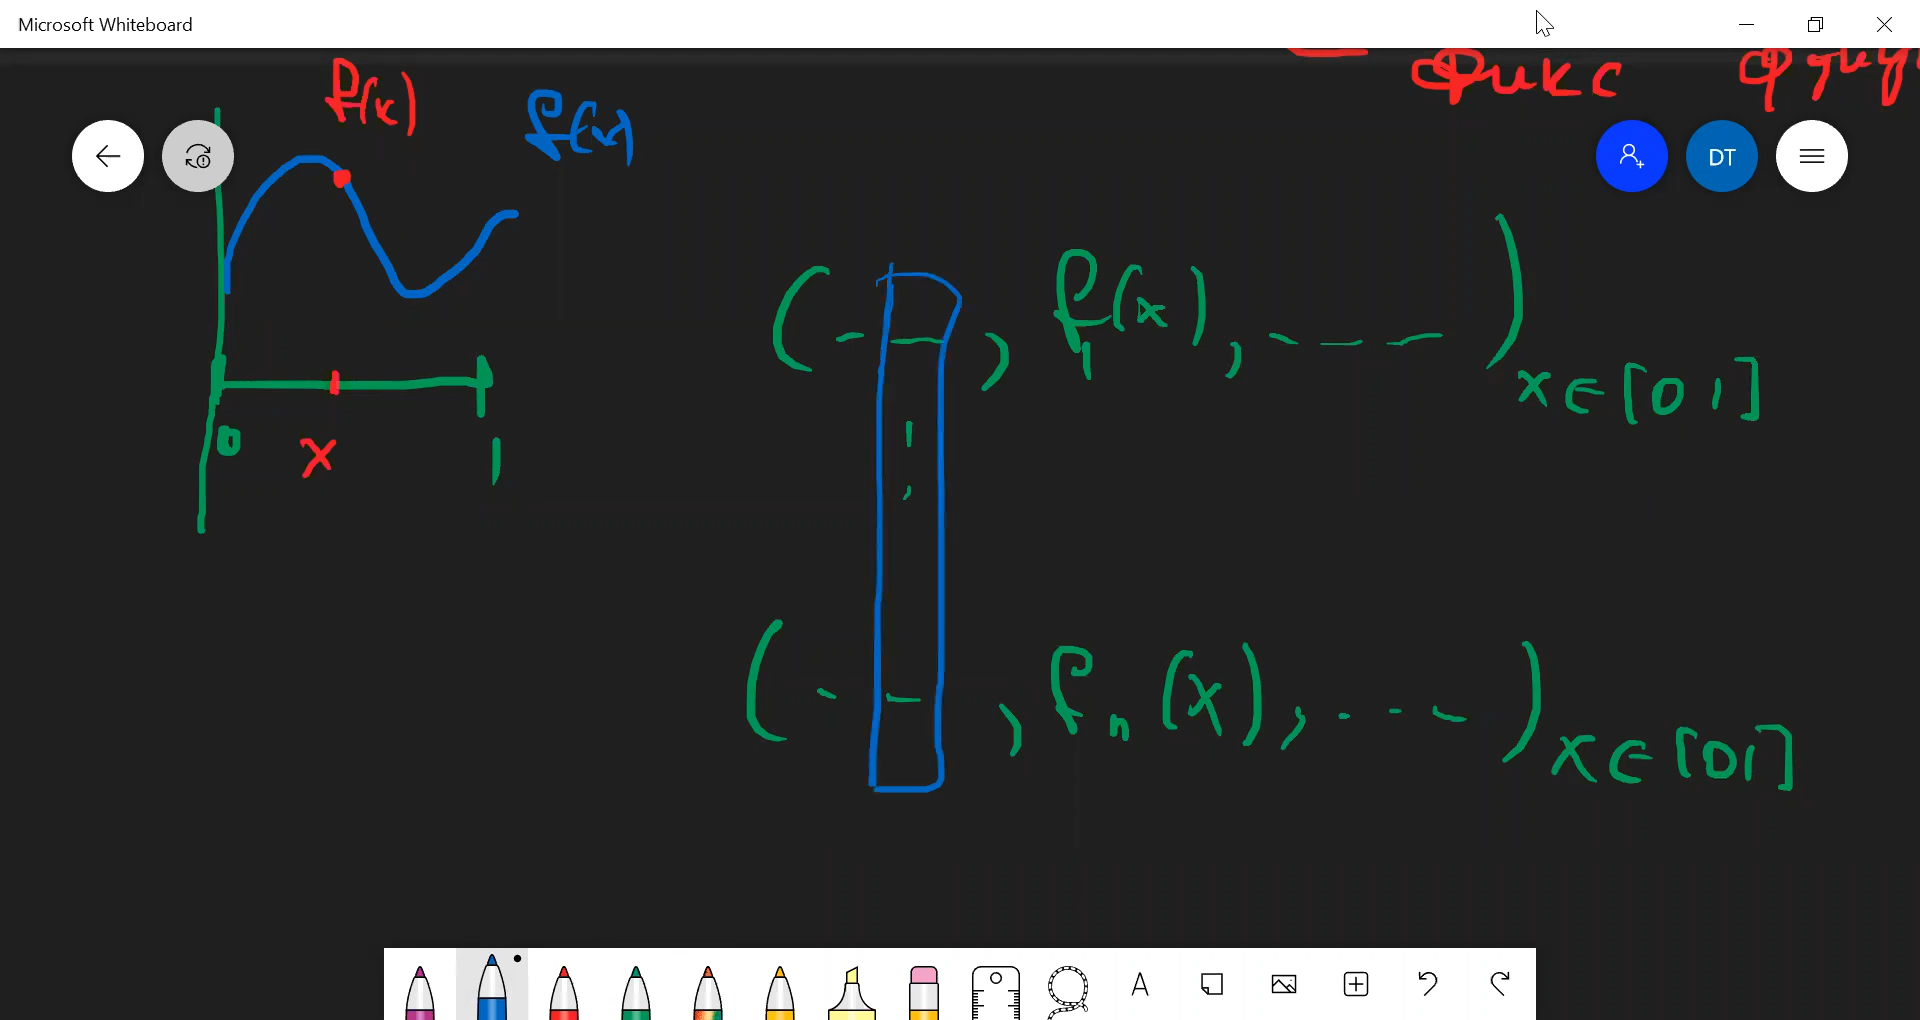 Microsoft Whiteboard
фикс
f(x) f(x)
DT
(- -, f₁(x), - - - -)x∈[0 1]
0 x 1
(- -, fₙ(x), . - - -)x∈[0 1]
A